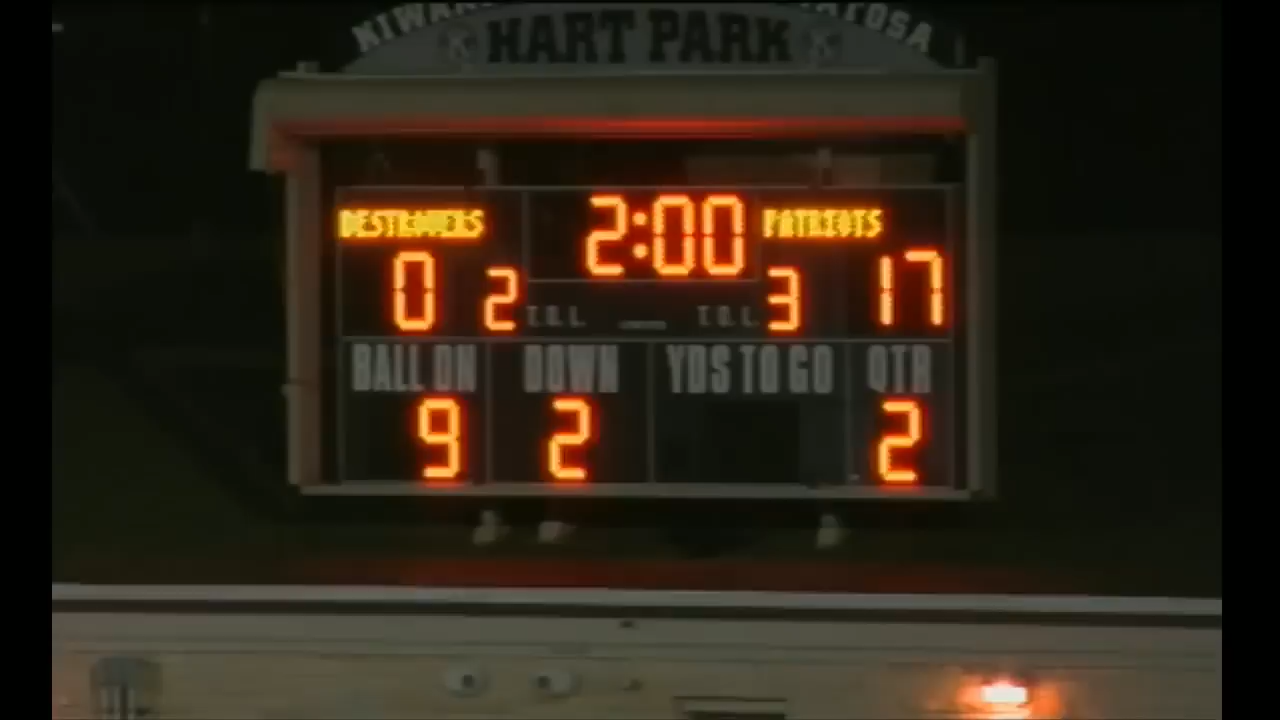 HART PARK
DESTROYERS 2:00 PATRIOTS
0 2 T.O.L. T.O.L. 3 17
BALL ON DOWN YDS TO GO QTR
9 2 2